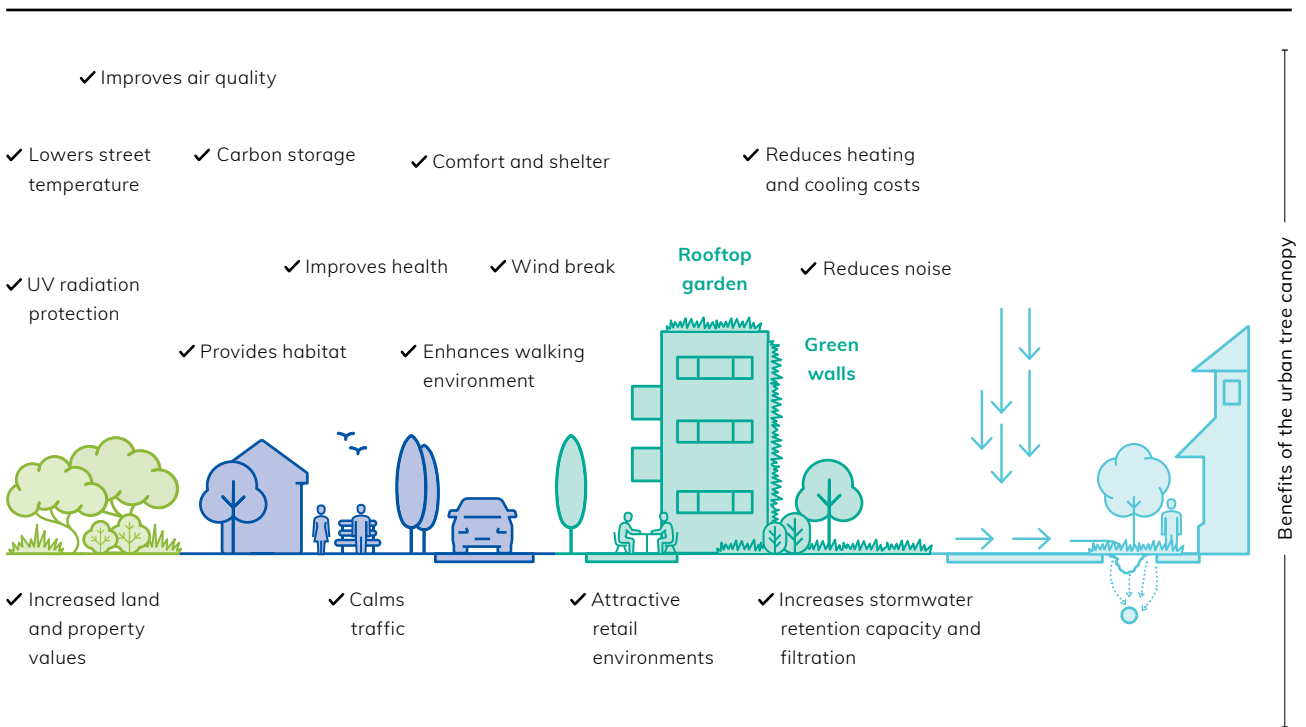 Improves air quality
Lowers street
temperature
Carbon storage
Comfort and shelter
Reduces heating
and cooling costs
UV radiation
protection
Improves health
Wind break
Rooftop
garden
Reduces noise
Provides habitat
Enhances walking
environment
Green
walls
Increased land
and property
values
Calms
traffic
Attractive
retail
environments
Increases stormwater
retention capacity and
filtration
Benefits of the urban tree canopy